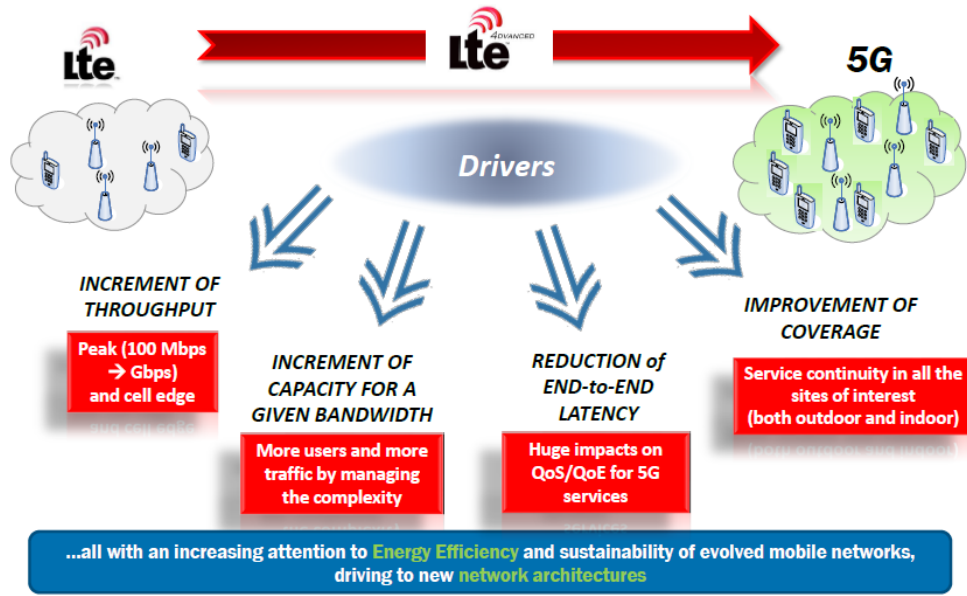 LTE
LTE ADVANCED
5G
Drivers
INCREMENT OF
THROUGHPUT
Peak (100 Mbps
→ Gbps)
and cell edge
INCREMENT OF
CAPACITY FOR A
GIVEN BANDWIDTH
More users and more
traffic by managing
the complexity
REDUCTION of
END-to-END
LATENCY
Huge impacts on
QoS/QoE for 5G
services
IMPROVEMENT OF
COVERAGE
Service continuity in all the
sites of interest
(both outdoor and indoor)
...all with an increasing attention to Energy Efficiency and sustainability of evolved mobile networks,
driving to new network architectures